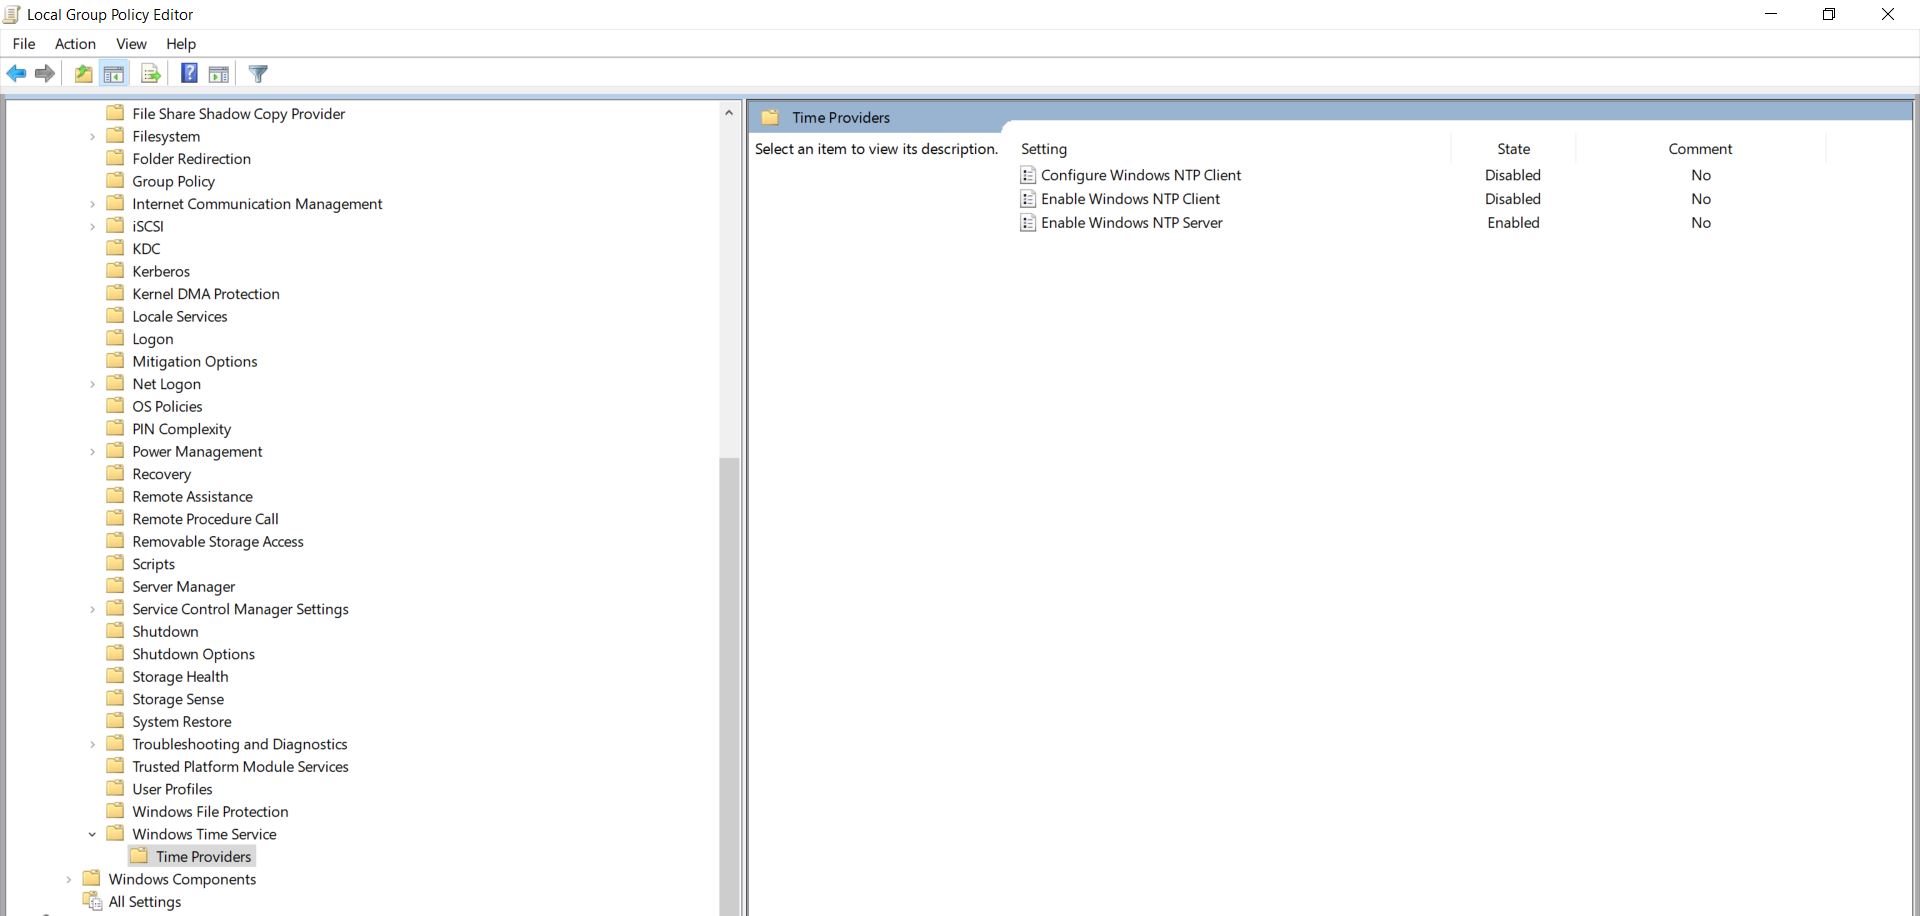 Local Group Policy Editor
File Action View Help
File Share Shadow Copy Provider
Filesystem
Folder Redirection
Group Policy
Internet Communication Management
iSCSI
KDC
Kerberos
Kernel DMA Protection
Locale Services
Logon
Mitigation Options
Net Logon
OS Policies
PIN Complexity
Power Management
Recovery
Remote Assistance
Remote Procedure Call
Removable Storage Access
Scripts
Server Manager
Service Control Manager Settings
Shutdown
Shutdown Options
Storage Health
Storage Sense
System Restore
Troubleshooting and Diagnostics
Trusted Platform Module Services
User Profiles
Windows File Protection
Windows Time Service
Time Providers
Windows Components
All Settings
Time Providers
Select an item to view its description.
Setting State Comment
Configure Windows NTP Client Disabled No
Enable Windows NTP Client Disabled No
Enable Windows NTP Server Enabled No